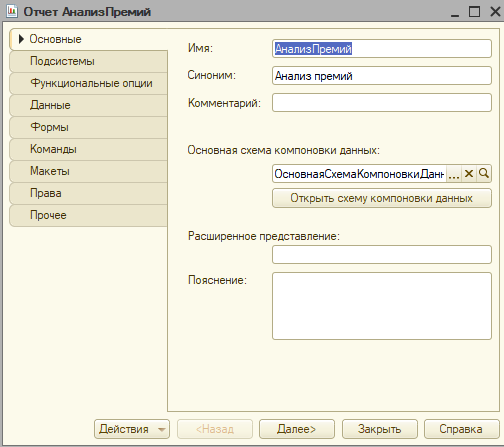 Отчет АнализПремий
Основные
Подсистемы
Функциональные опции
Данные
Формы
Команды
Макеты
Права
Прочее
Имя: АнализПремий
Синоним: Анализ премий
Комментарий:
Основная схема компоновки данных:
ОсновнаяСхемаКомпоновкиДанн ...
Открыть схему компоновки данных
Расширенное представление:
Пояснение:
Действия <Назад Далее> Закрыть Справка